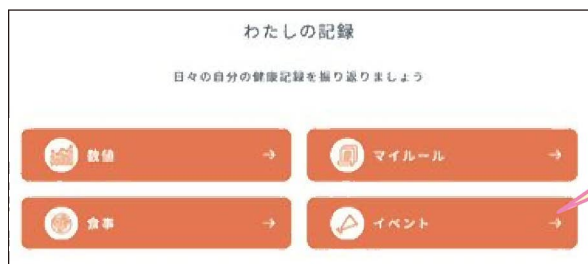 わたしの記録
日々の自分の健康記録を振り返りましょう
数値 →
マイルール →
食事 →
イベント →